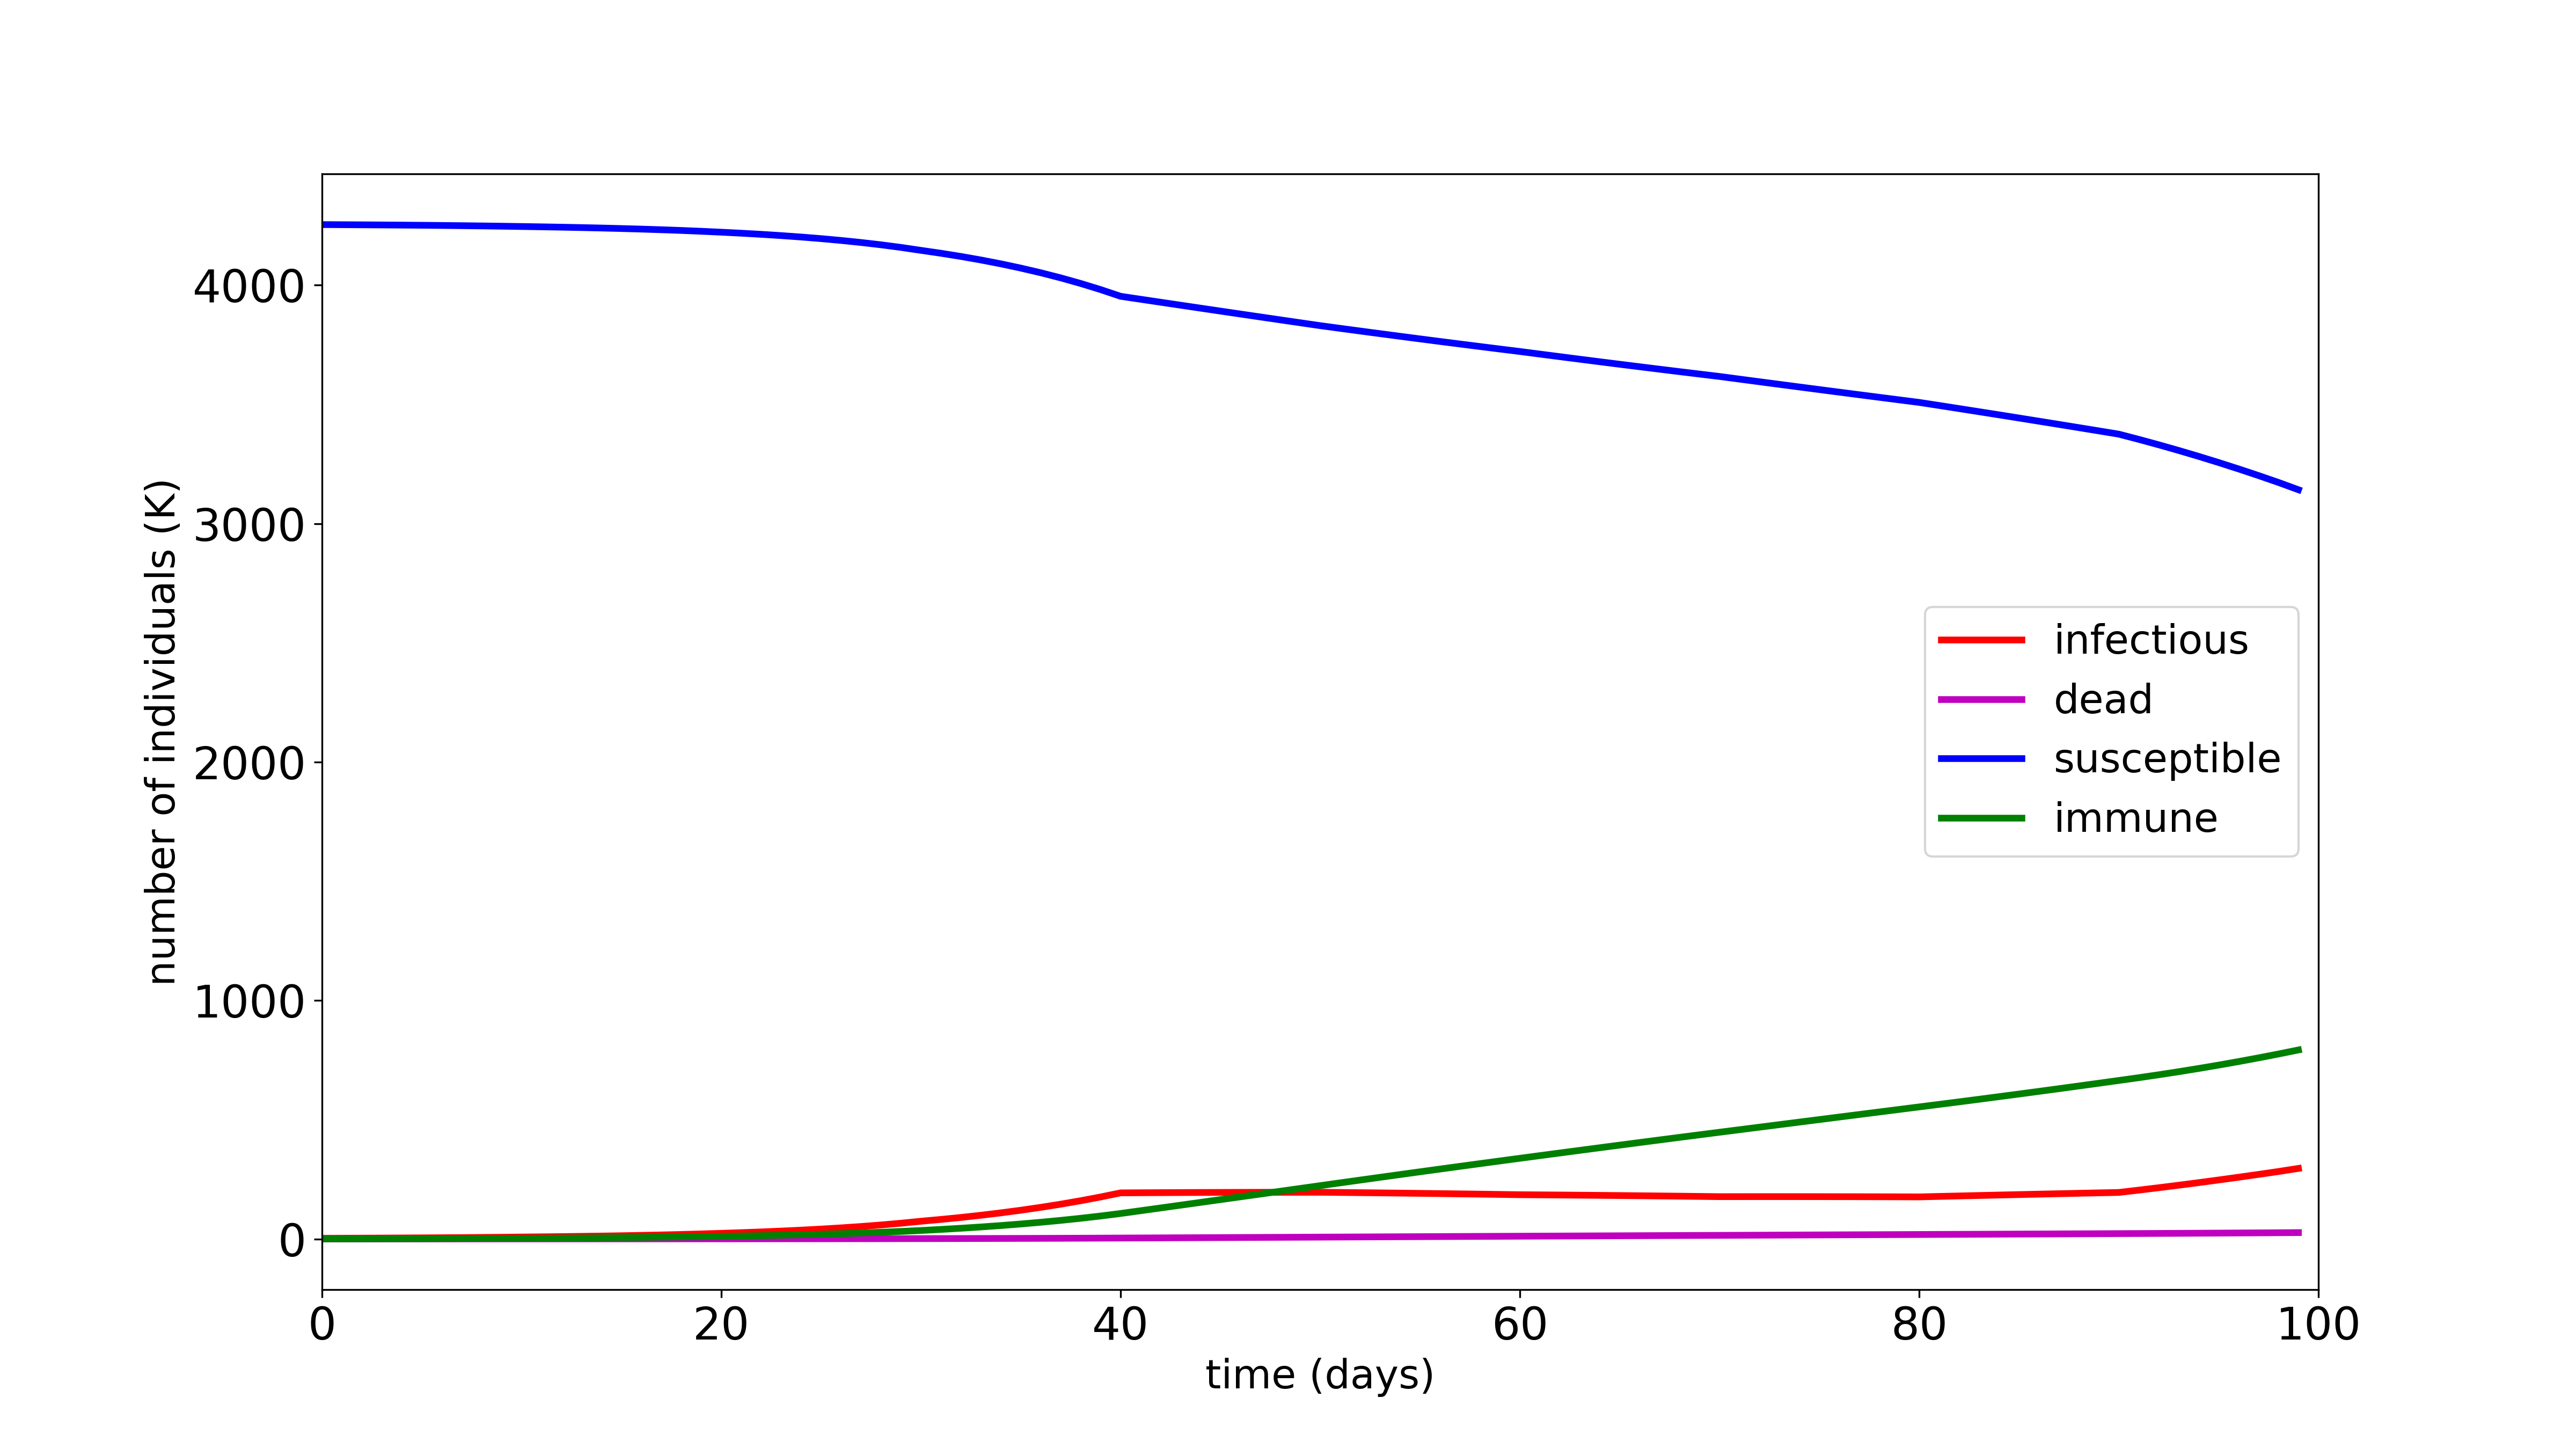 number of individuals (K)
4000
3000
2000
1000
0
infectious
dead
susceptible
immune
0 20 40 60 80 100
time (days)